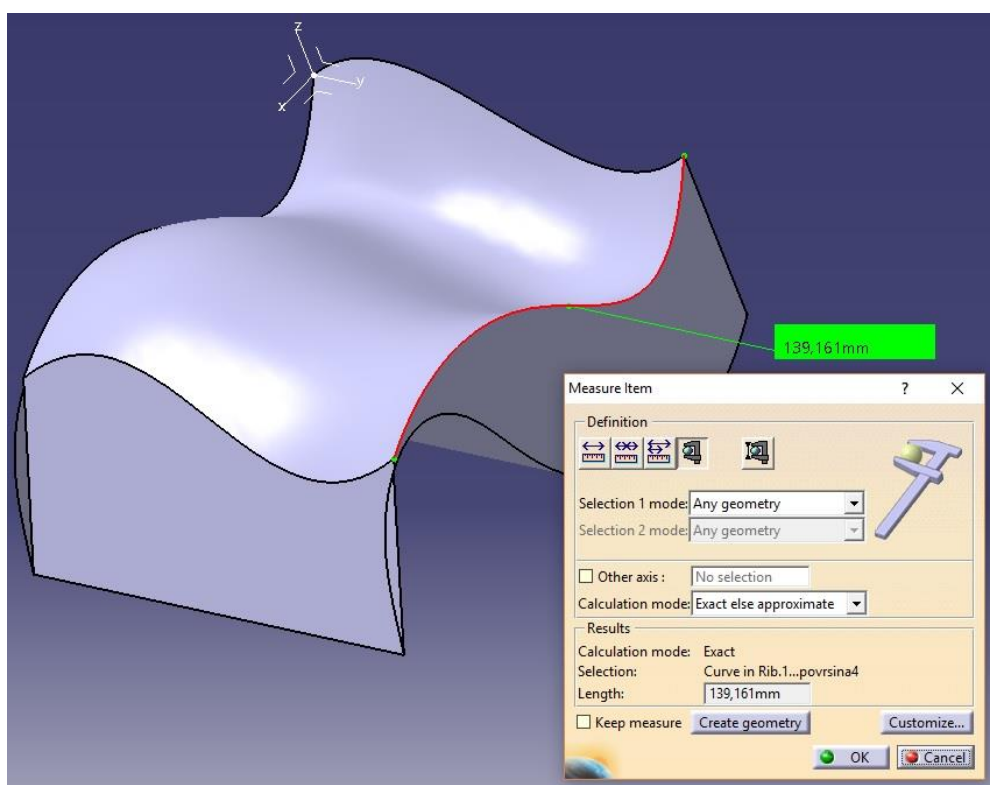 z
y
x
139,161mm
Measure Item ? X
Definition
Selection 1 mode: Any geometry
Selection 2 mode: Any geometry
Other axis : No selection
Calculation mode: Exact else approximate
Results
Calculation mode: Exact
Selection: Curve in Rib.1...povrsina4
Length: 139,161mm
Keep measure Create geometry Customize...
OK Cancel